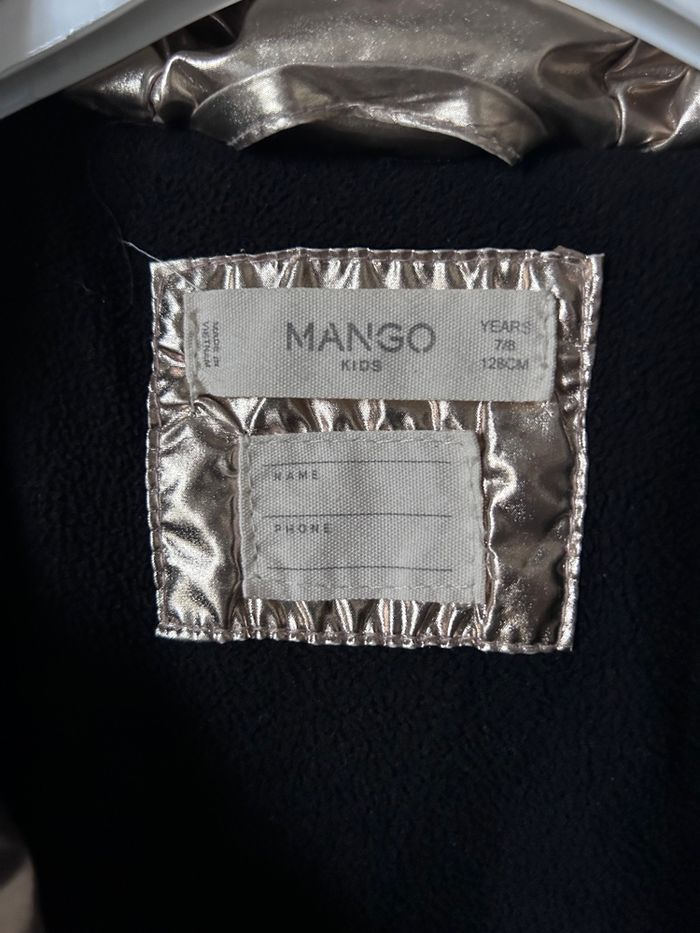 MADE IN
VIETNAM
MANGO
KIDS
YEARS
7/8
128CM
NAME
PHONE